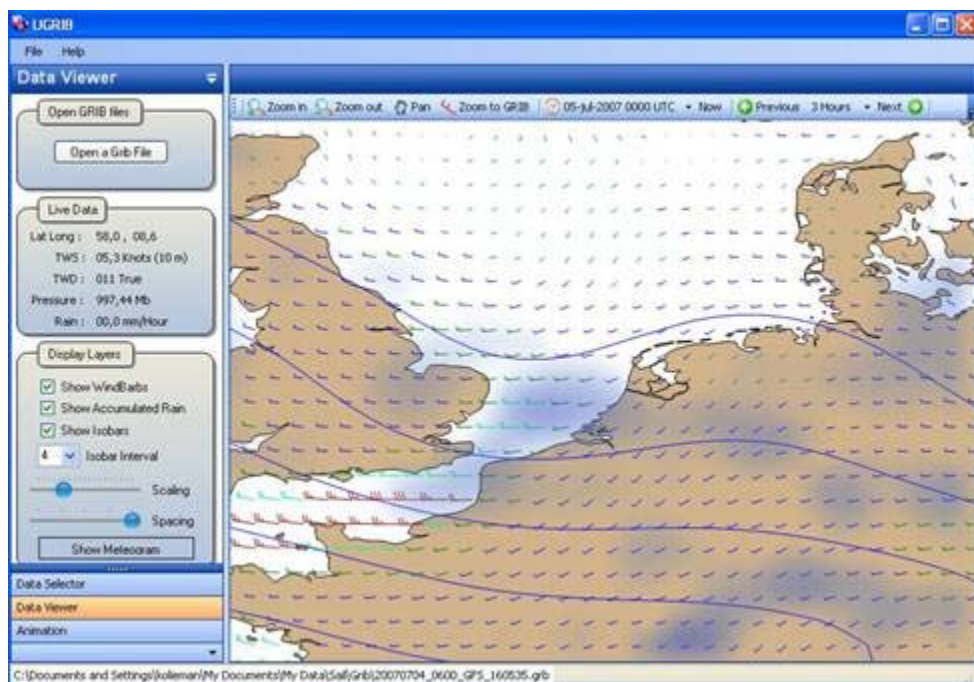 UGRIB
File Help
Data Viewer
Zoom in Zoom out Pan Zoom to GRIB 05-Jul-2007 0000 UTC Now Previous 3 Hours Next
Open GRIB files
Open a Grib File
Live Data
Lat Long : 58,0 , 08,6
TWS : 05,3 Knots (10 m)
TWD : 011 True
Pressure : 997,44 Mb
Rain : 00,0 mm/Hour
Display Layers
Show WindBarbs
Show Accumulated Rain
Show Isobars
4 Isobar Interval
Scaling
Spacing
Show Meteogram
Data Selector
Data Viewer
Animation
C:\Documents and Settings\kolleman\My Documents\My Data\Sail\Grib\20070704_0600_GFS_160535.grb